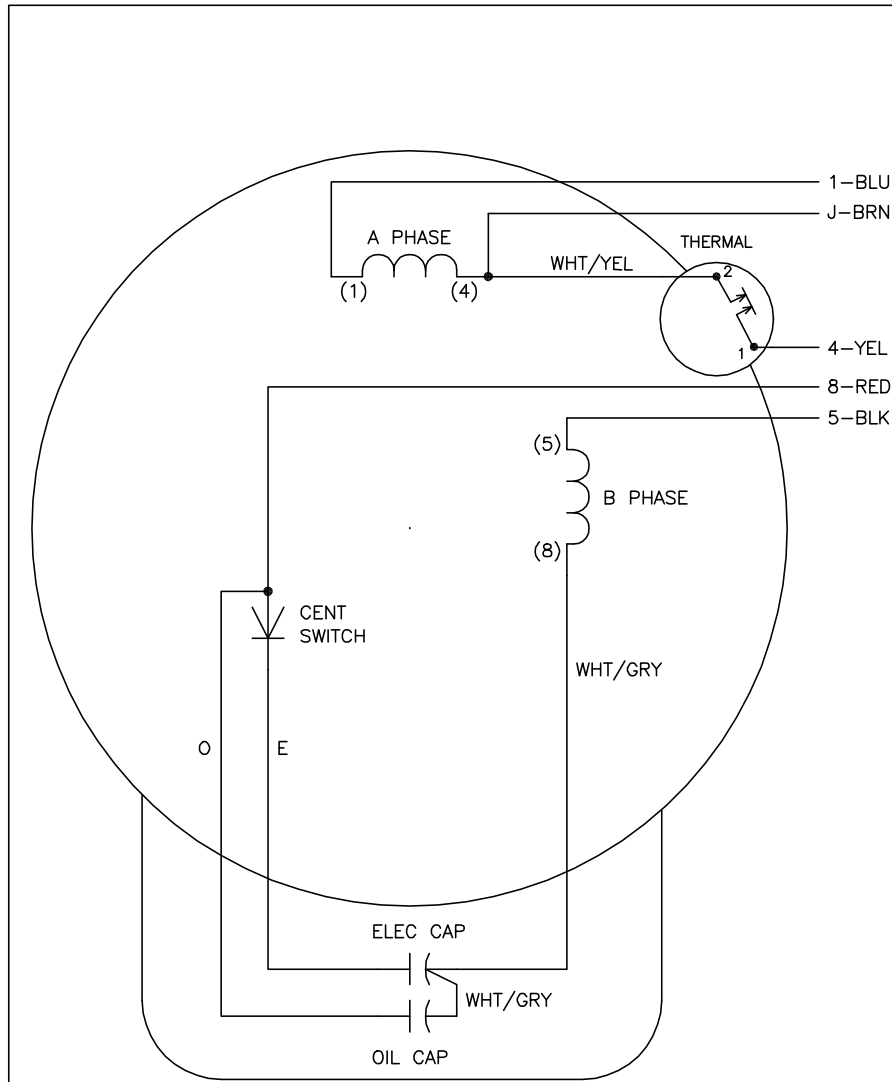 1-BLU
J-BRN
A PHASE
THERMAL
WHT/YEL
2
(1)
(4)
1
4-YEL
8-RED
5-BLK
(5)
B PHASE
(8)
CENT
SWITCH
WHT/GRY
O
E
ELEC CAP
WHT/GRY
OIL CAP